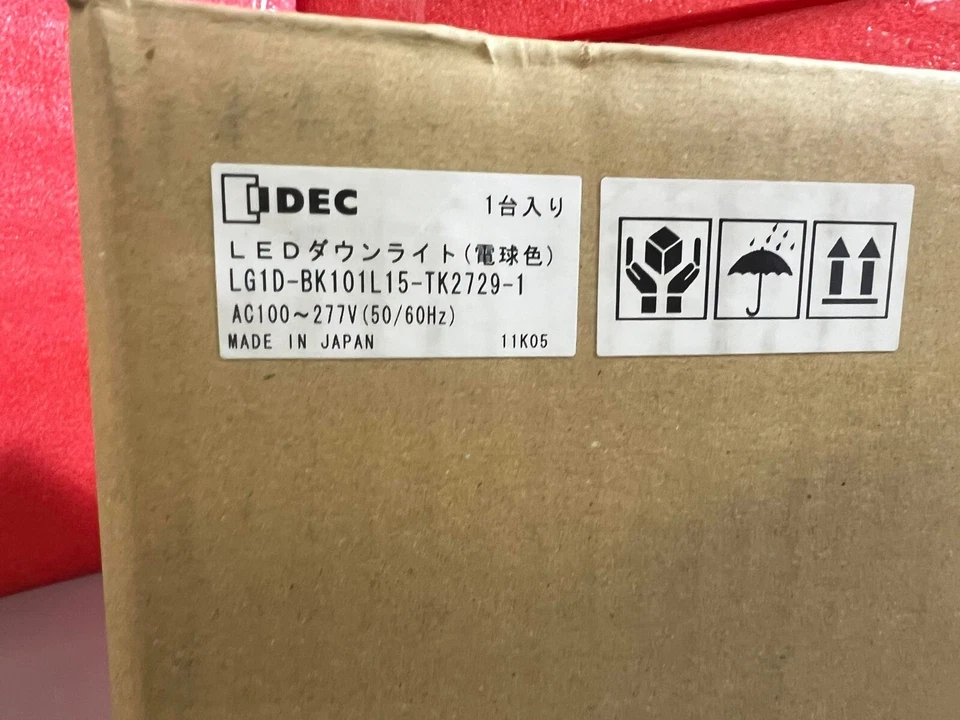 IDEC 1台入り
LEDダウンライト(電球色)
LG1D-BK101L15-TK2729-1
AC100～277V(50/60Hz)
MADE IN JAPAN 11K05